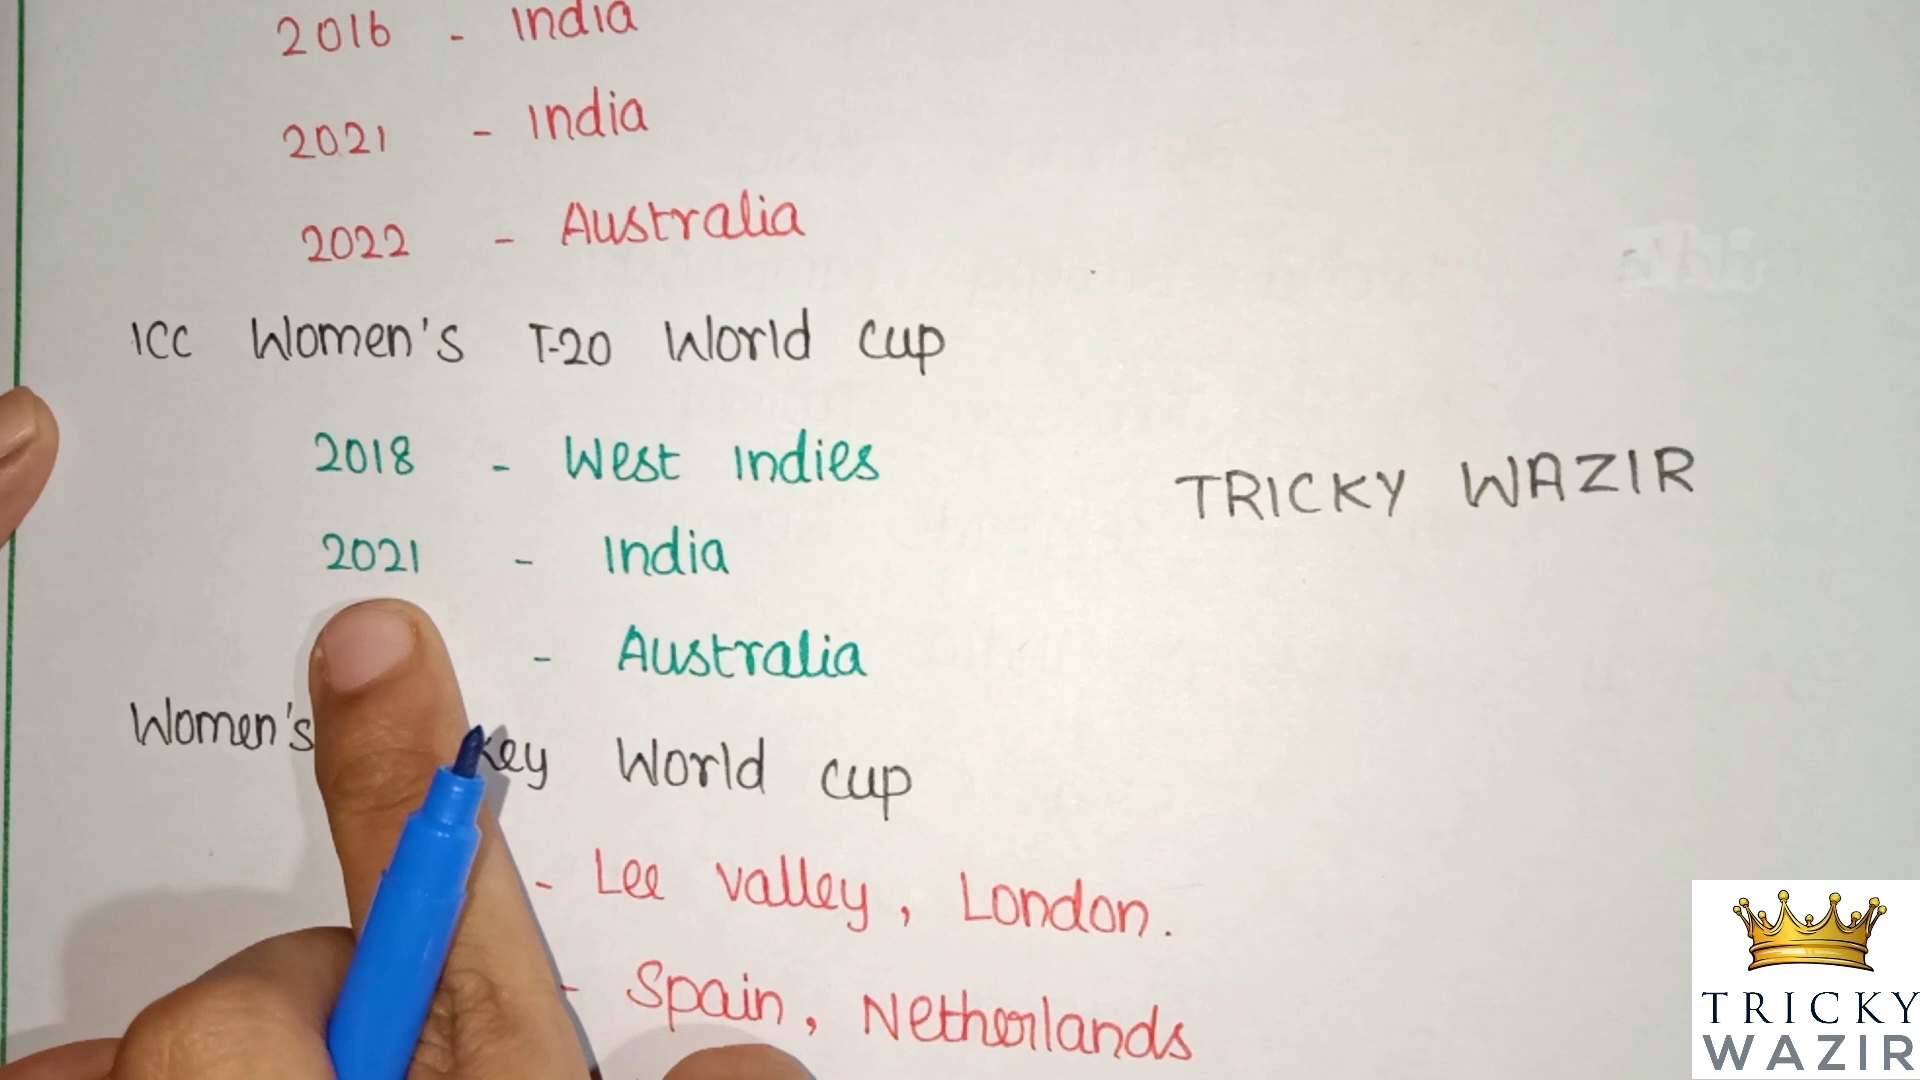 2016 - India
2021 - India
2022 - Australia
ICC Women's T-20 World cup
2018 - West indies
2021 - India
- Australia
Women's World cup
- Lee valley, London.
- Spain, Netherlands
TRICKY WAZIR
TRICKY
WAZIR